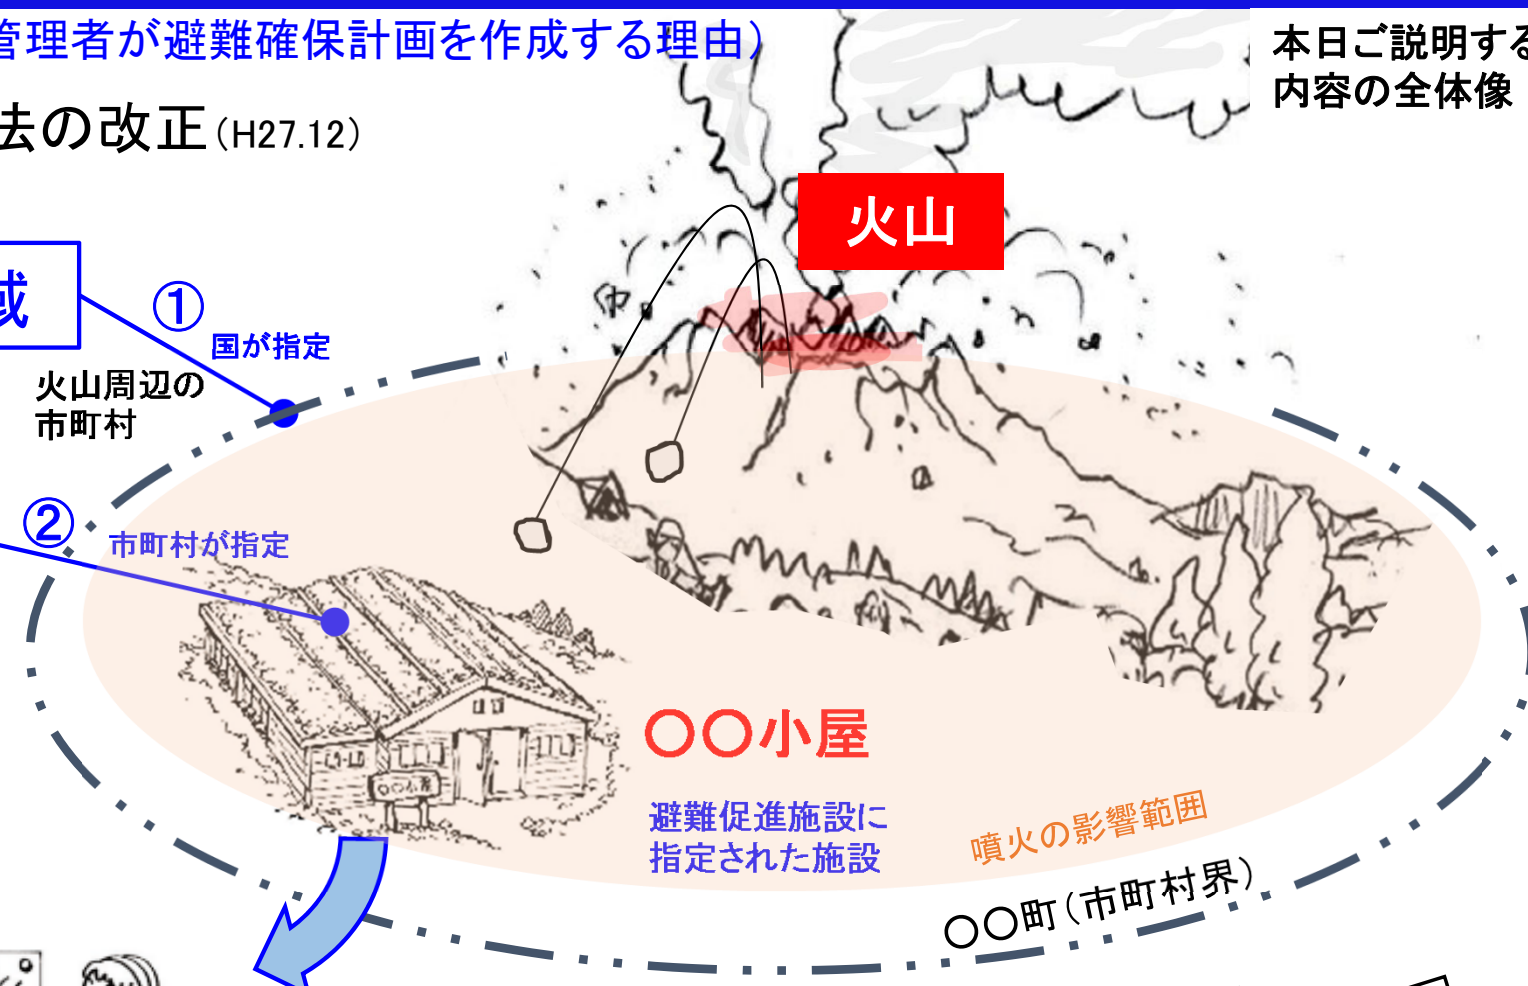 管理者が避難確保計画を作成する理由）
本日ご説明する
内容の全体像
法の改正（H27.12）
火山
域
①
国が指定
火山周辺の
市町村
②
市町村が指定
〇〇小屋
〇〇小屋
避難促進施設に
指定された施設
噴火の影響範囲
〇〇町（市町村界）